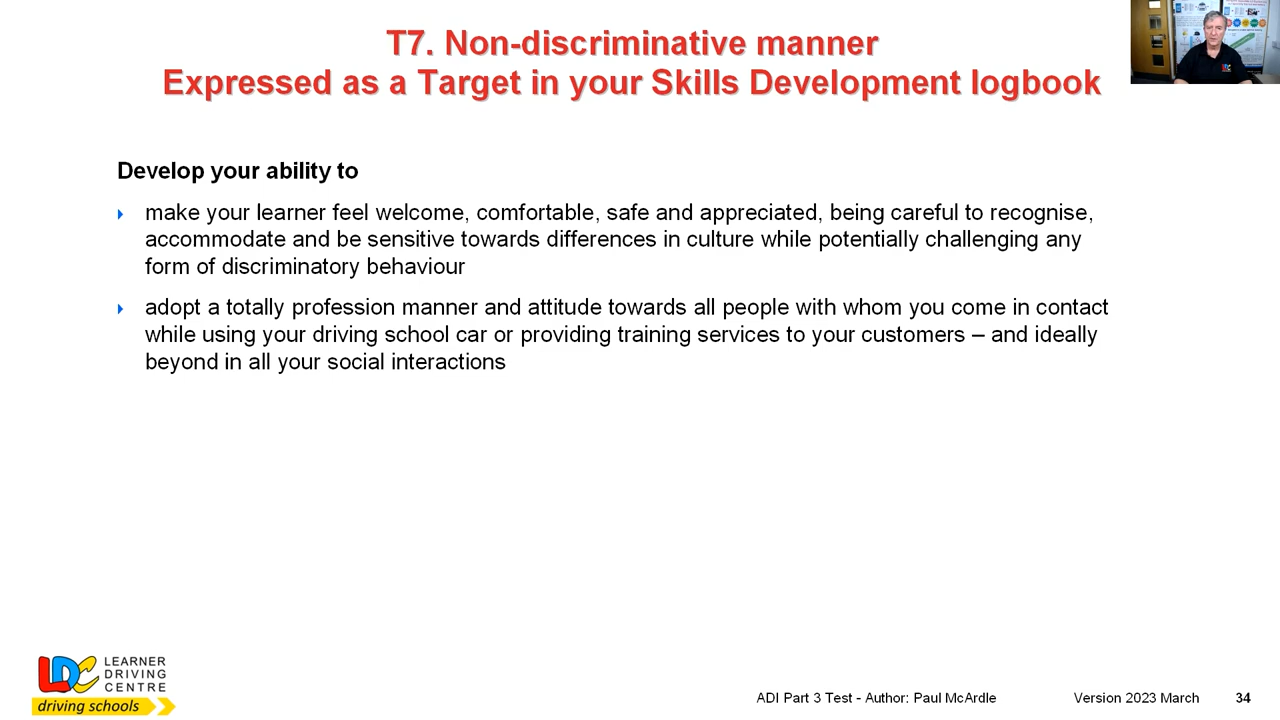 T7. Non-discriminative manner
Expressed as a Target in your Skills Development logbook
Develop your ability to
make your learner feel welcome, comfortable, safe and appreciated, being careful to recognise,
accommodate and be sensitive towards differences in culture while potentially challenging any
form of discriminatory behaviour
adopt a totally profession manner and attitude towards all people with whom you come in contact
while using your driving school car or providing training services to your customers – and ideally
beyond in all your social interactions
LDC
LEARNER
DRIVING
CENTRE
driving schools
ADI Part 3 Test - Author: Paul McArdle
Version 2023 March
34